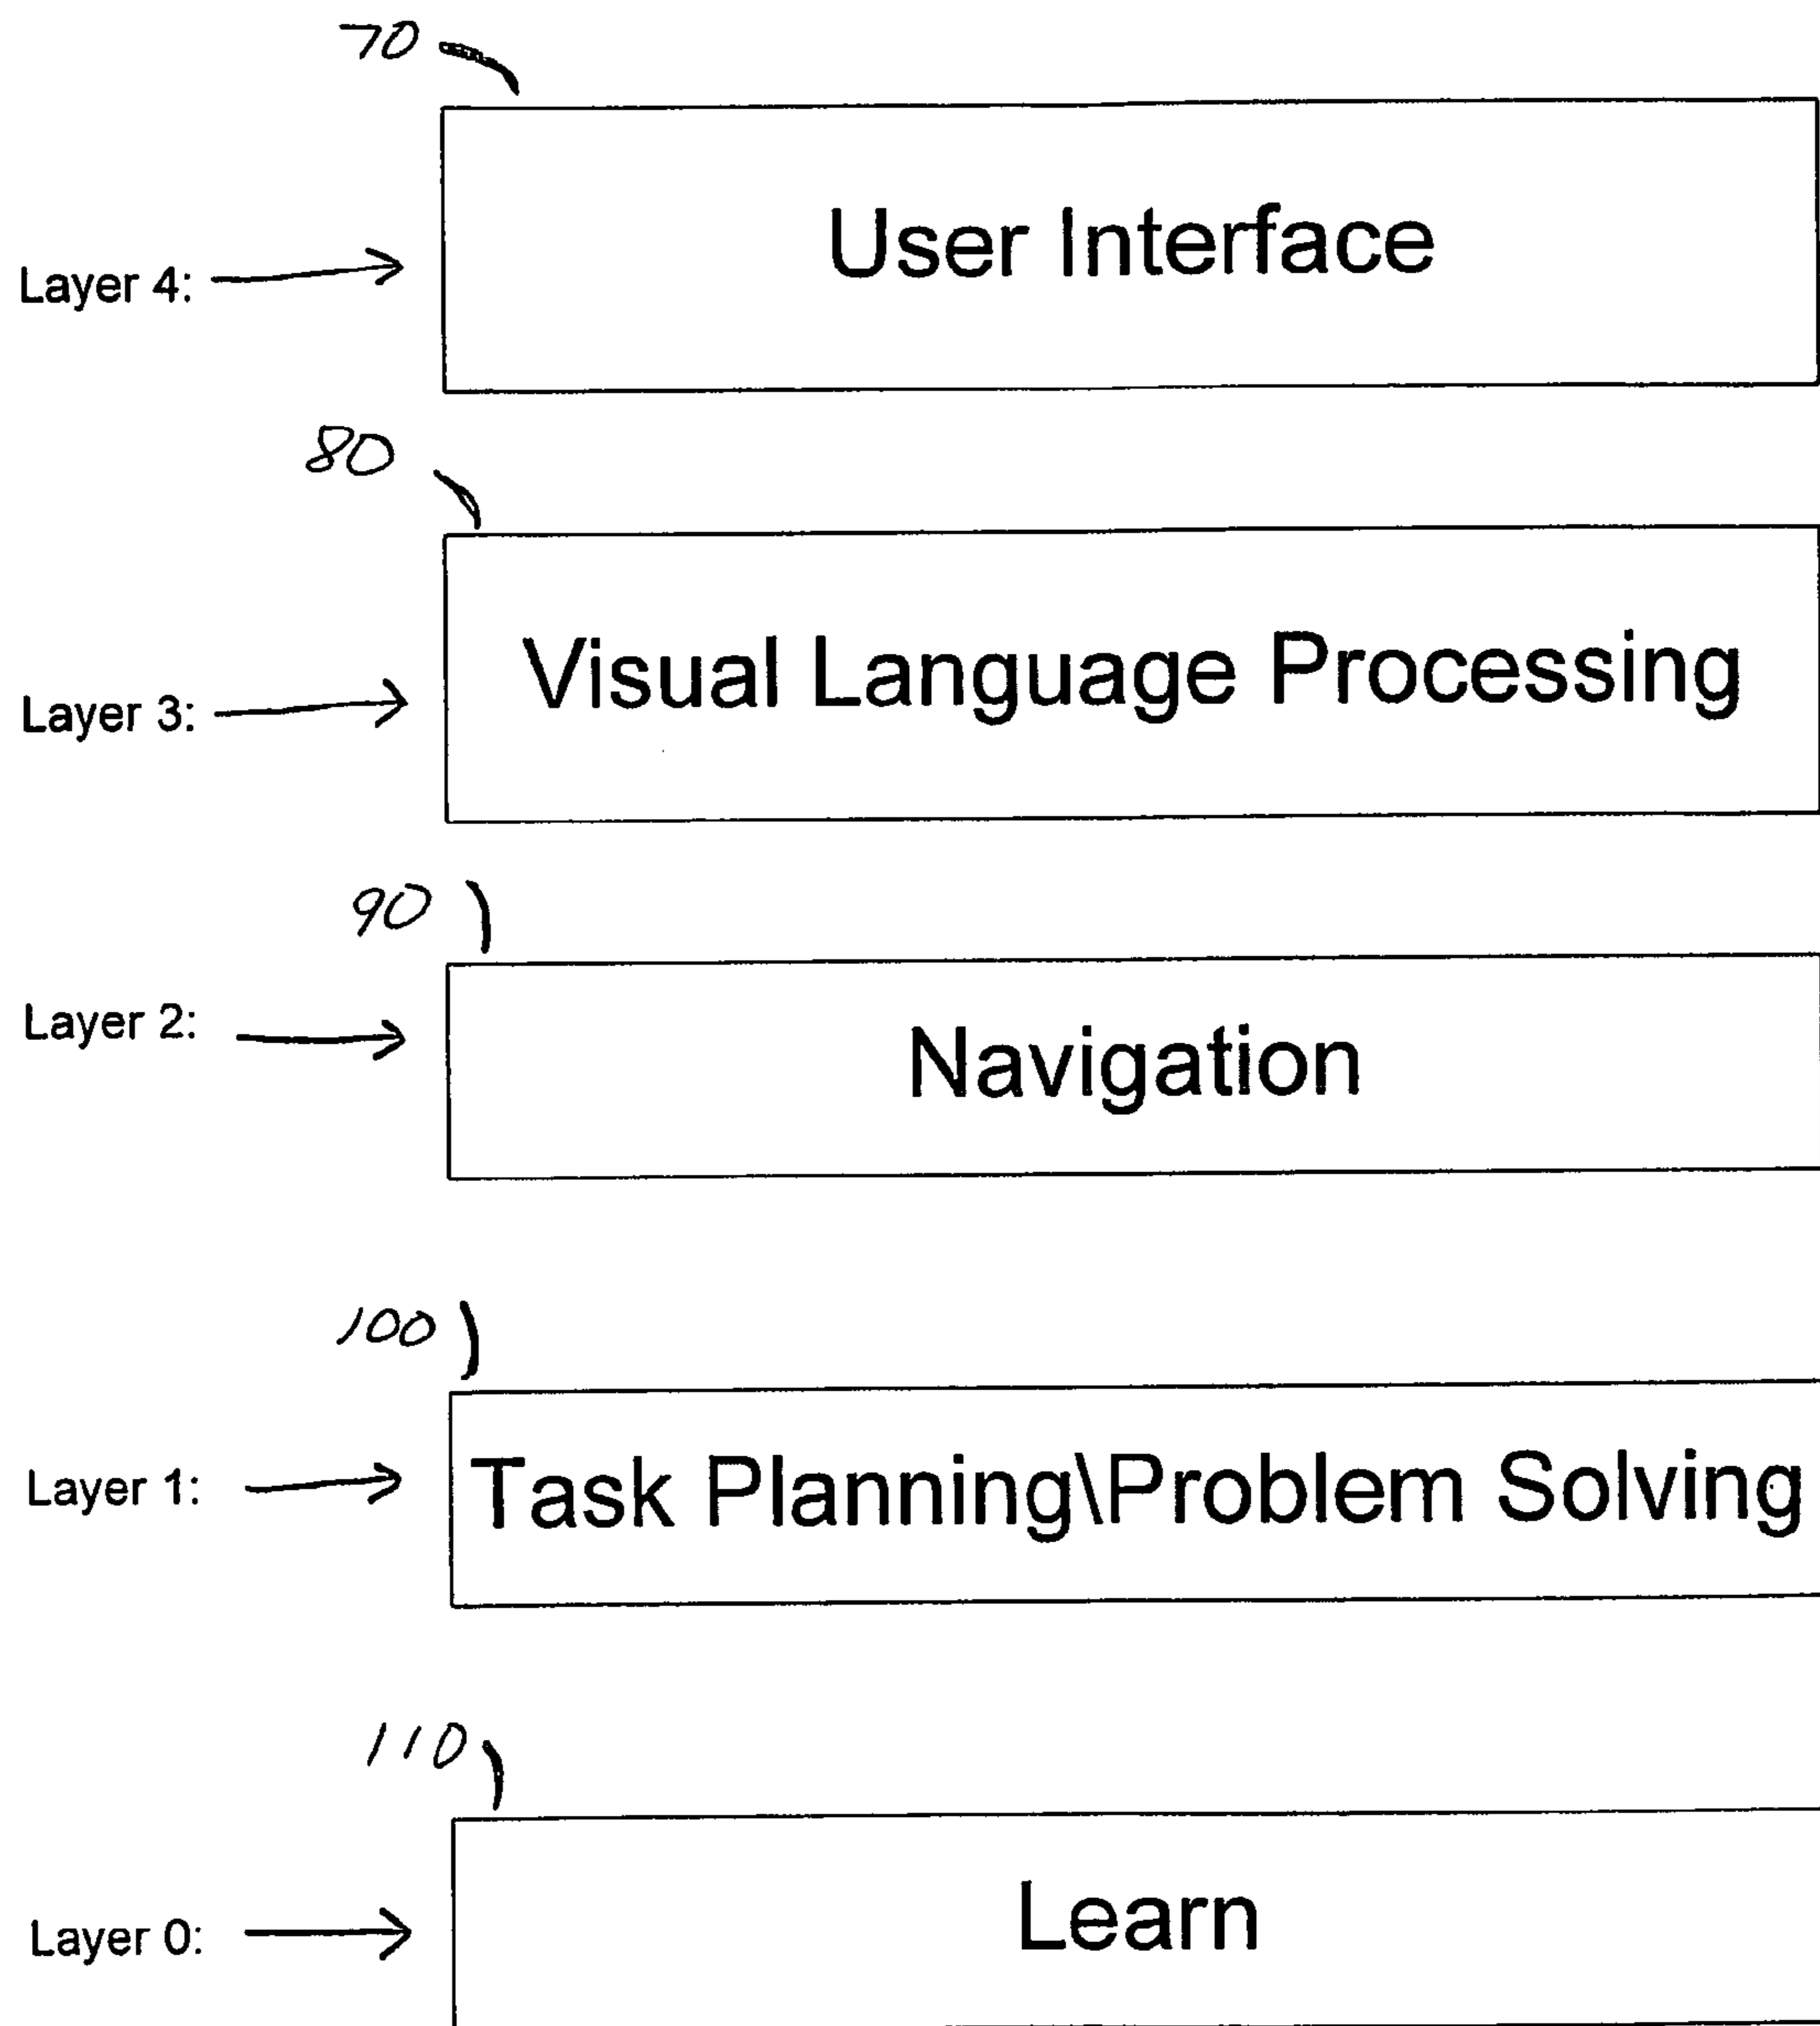 70
User Interface
Layer 4:
80
Visual Language Processing
Layer 3:
90
Layer 2:
Navigation
100
Layer 1:
Task Planning\Problem Solving
110
Learn
Layer 0: